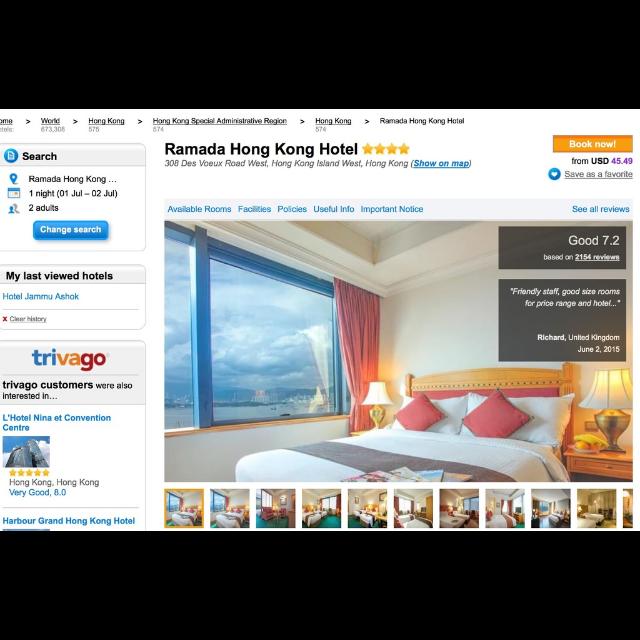 ome > World > Hong Kong > Hong Kong Special Administrative Region > Hong Kong > Ramada Hong Kong Hotel
tels: 673,308 575 574 574
Search
Ramada Hong Kong ...
1 night (01 Jul – 02 Jul)
2 adults
Change search
My last viewed hotels
Hotel Jammu Ashok
x Clear history
trivago
trivago customers were also
interested in…
L'Hotel Nina et Convention
Centre
Hong Kong, Hong Kong
Very Good, 8.0
Harbour Grand Hong Kong Hotel
Ramada Hong Kong Hotel
308 Des Voeux Road West, Hong Kong Island West, Hong Kong (Show on map)
Book now!
from USD 45.49
Save as a favorite
Available Rooms Facilities Policies Useful Info Important Notice See all reviews
Good 7.2
based on 2154 reviews
"Friendly staff, good size rooms
for price range and hotel..."
Richard, United Kingdom
June 2, 2015